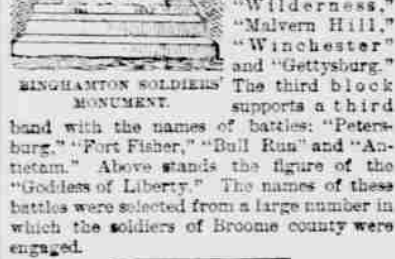 "Wilderness,"
"Malvern Hill,"
"Winchester"
and "Gettysburg."
BINGHAMTON SOLDIERS'
MONUMENT.
The third block
supports a third
band with the names of battles: "Peters-
burg," "Fort Fisher," "Bull Run" and "An-
tietam." Above stands the figure of the
"Goddess of Liberty." The names of these
battles were selected from a large number in
which the soldiers of Broome county were
engaged.